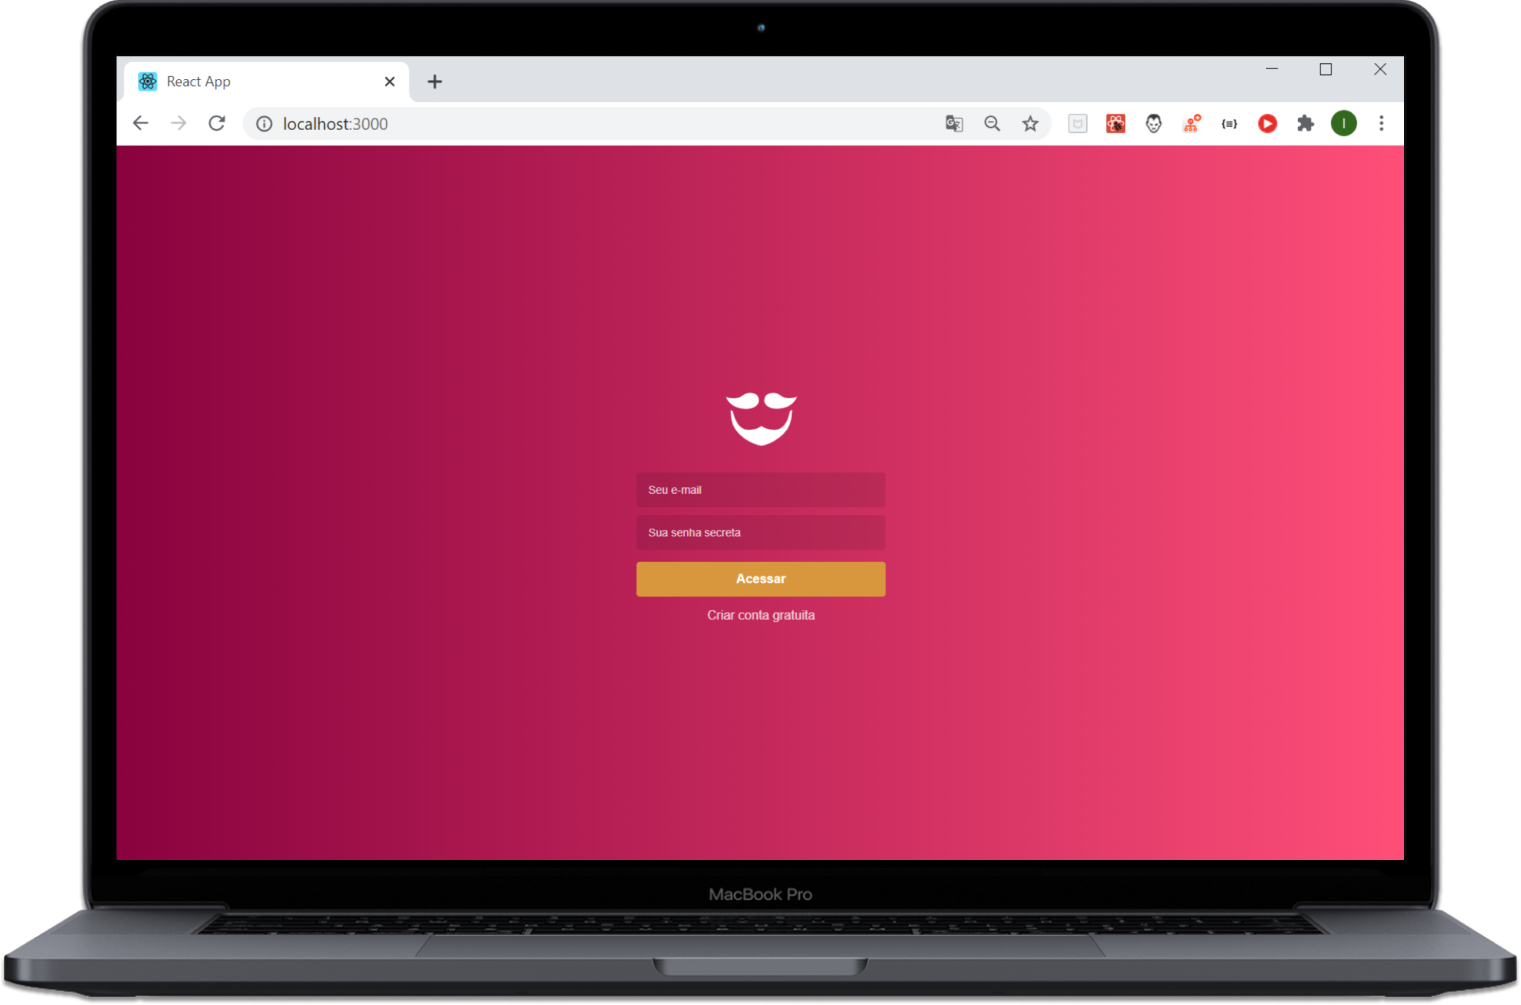 React App
localhost:3000
Seu e-mail
Sua senha secreta
Acessar
Criar conta gratuita
MacBook Pro